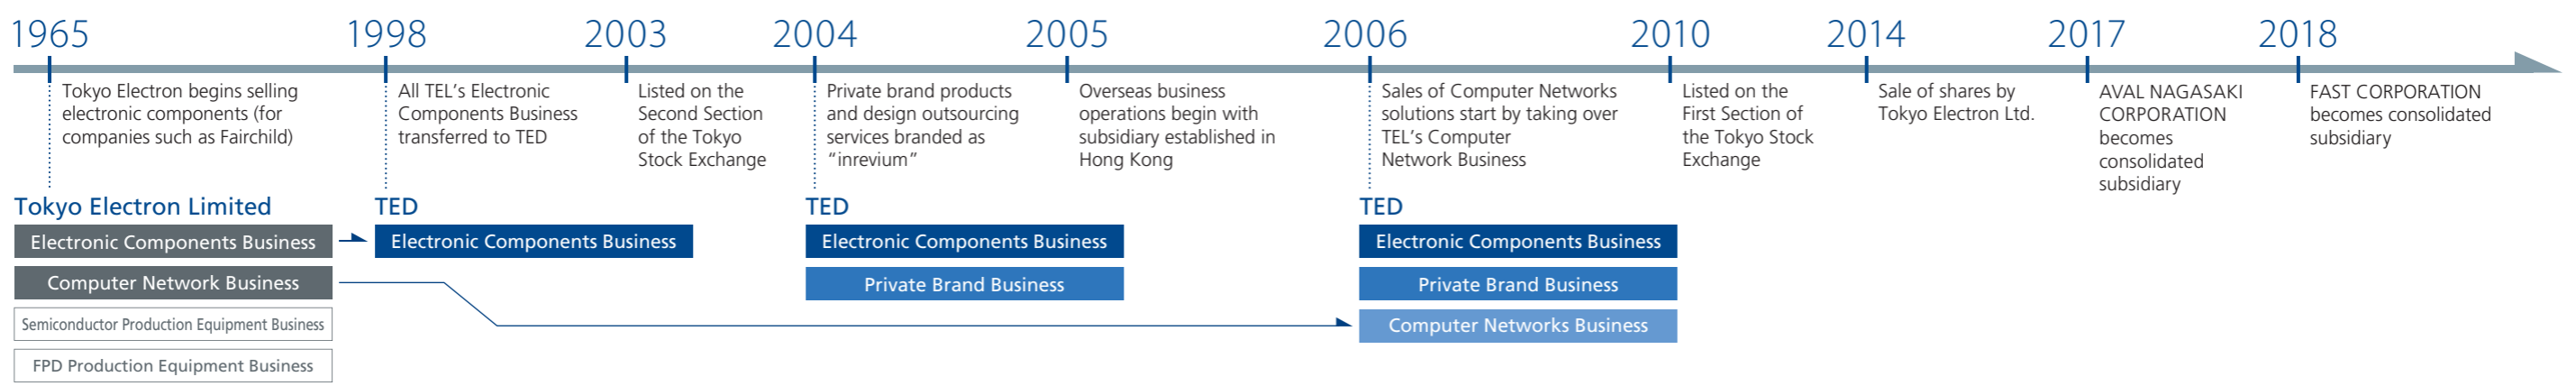 1965
Tokyo Electron begins selling
electronic components (for
companies such as Fairchild)
1998
All TEL's Electronic
Components Business
transferred to TED
2003
Listed on the
Second Section
of the Tokyo
Stock Exchange
2004
Private brand products
and design outsourcing
services branded as
“inrevium”
2005
Overseas business
operations begin with
subsidiary established in
Hong Kong
2006
Sales of Computer Networks
solutions start by taking over
TEL's Computer
Network Business
2010
Listed on the
First Section of
the Tokyo Stock
Exchange
2014
Sale of shares by
Tokyo Electron Ltd.
2017
AVAL NAGASAKI
CORPORATION
becomes
consolidated
subsidiary
2018
FAST CORPORATION
becomes consolidated
subsidiary
Tokyo Electron Limited
Electronic Components Business
Computer Network Business
Semiconductor Production Equipment Business
FPD Production Equipment Business
TED
Electronic Components Business
TED
Electronic Components Business
Private Brand Business
TED
Electronic Components Business
Private Brand Business
Computer Networks Business